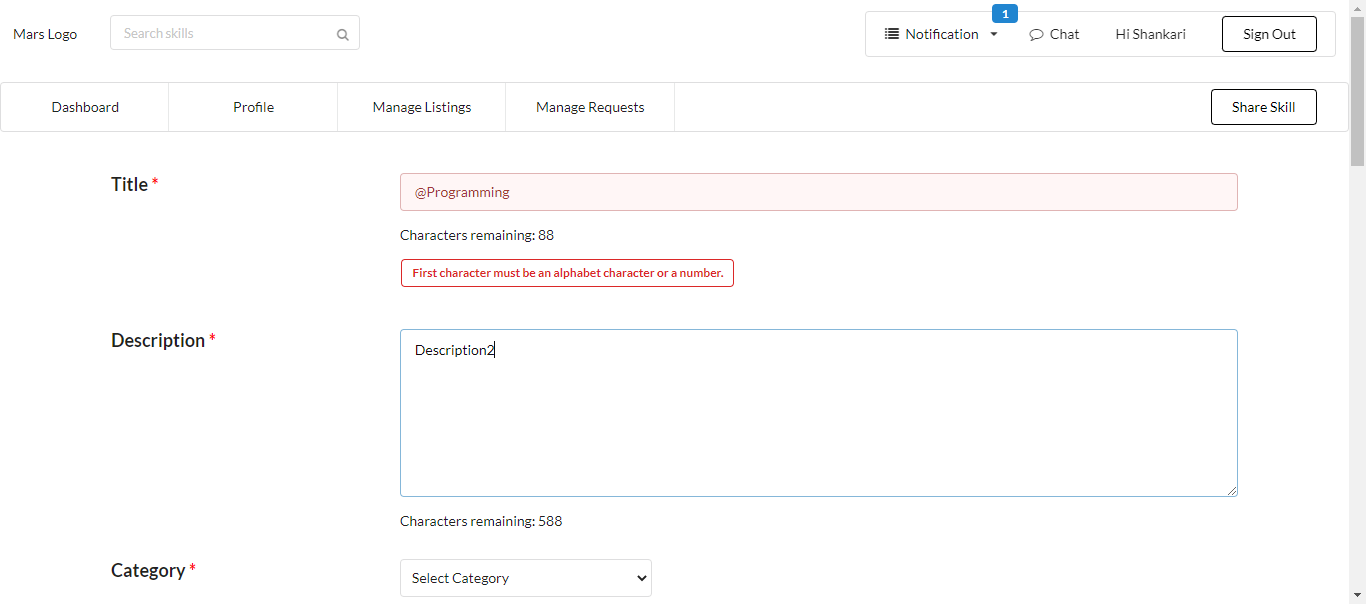 1
Mars Logo
Search skills
Notification
Chat
Hi Shankari
Sign Out
Dashboard
Profile
Manage Listings
Manage Requests
Share Skill
Title *
@Programming
Characters remaining: 88
First character must be an alphabet character or a number.
Description *
Description2
Characters remaining: 588
Category *
Select Category